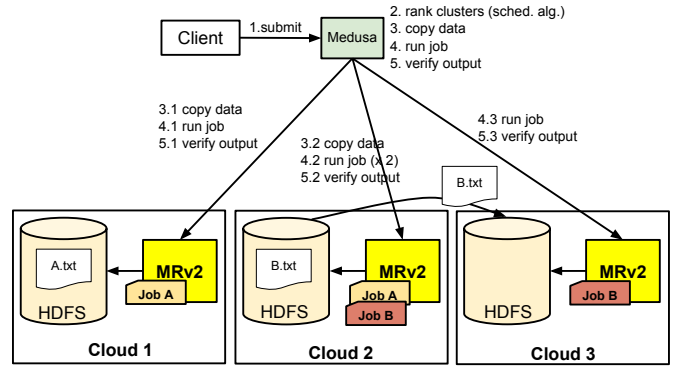 Client
1.submit
Medusa
2. rank clusters (sched. alg.)
3. copy data
4. run job
5. verify output
3.1 copy data
4.1 run job
5.1 verify output
3.2 copy data
4.2 run job (x 2)
5.2 verify output
4.3 run job
5.3 verify output
B.txt
A.txt
MRv2
Job A
HDFS
Cloud 1
B.txt
MRv2
Job A
Job B
HDFS
Cloud 2
MRv2
Job B
HDFS
Cloud 3